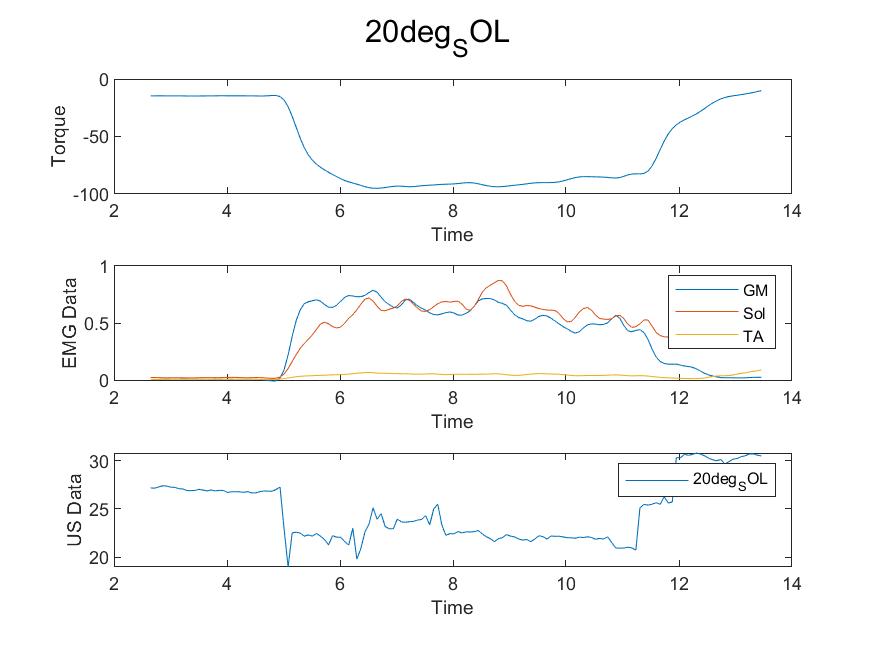 20deg_SOL
0
-50
-100
Torque
2 4 6 8 10 12 14
Time
1
0.5
0
EMG Data
GM
Sol
TA
2 4 6 8 10 12 14
Time
30
25
20
US Data
20deg_SOL
2 4 6 8 10 12 14
Time